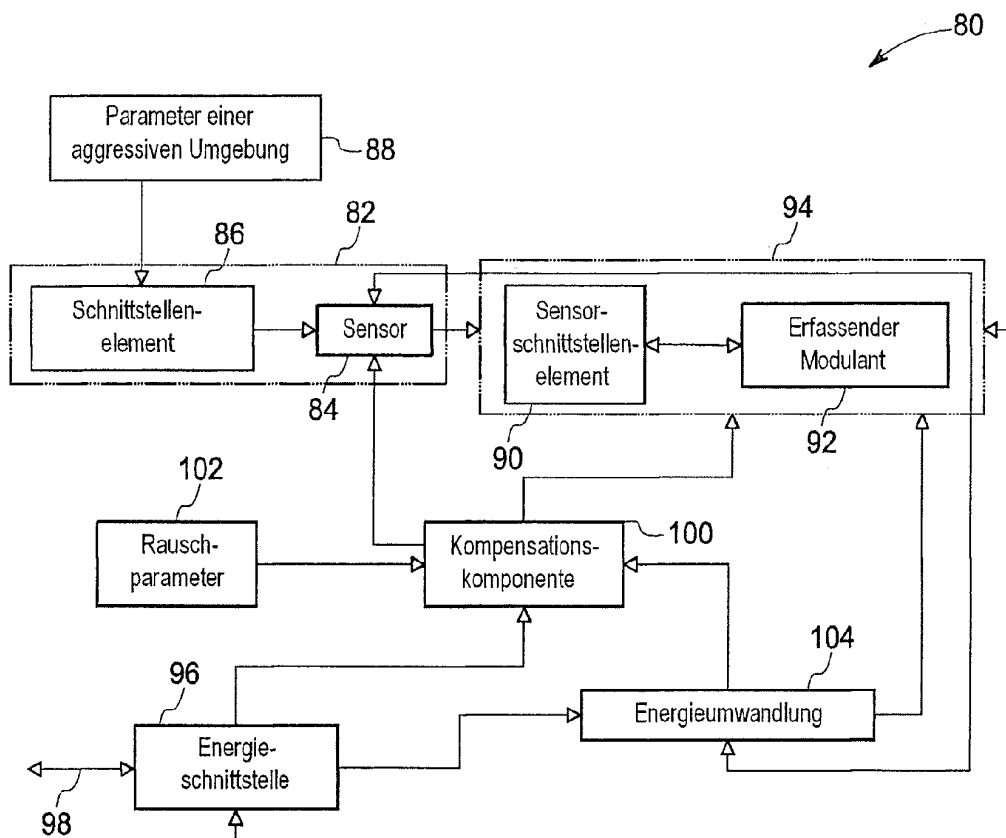 80
Parameter einer
aggressiven Umgebung
88
82
94
86
Schnittstellen-
element
Sensor
84
Sensor-
schnittstellen-
element
90
Erfassender
Modulant
92
102
Rausch-
parameter
100
Kompensations-
komponente
104
Energieumwandlung
96
Energie-
schnittstelle
98